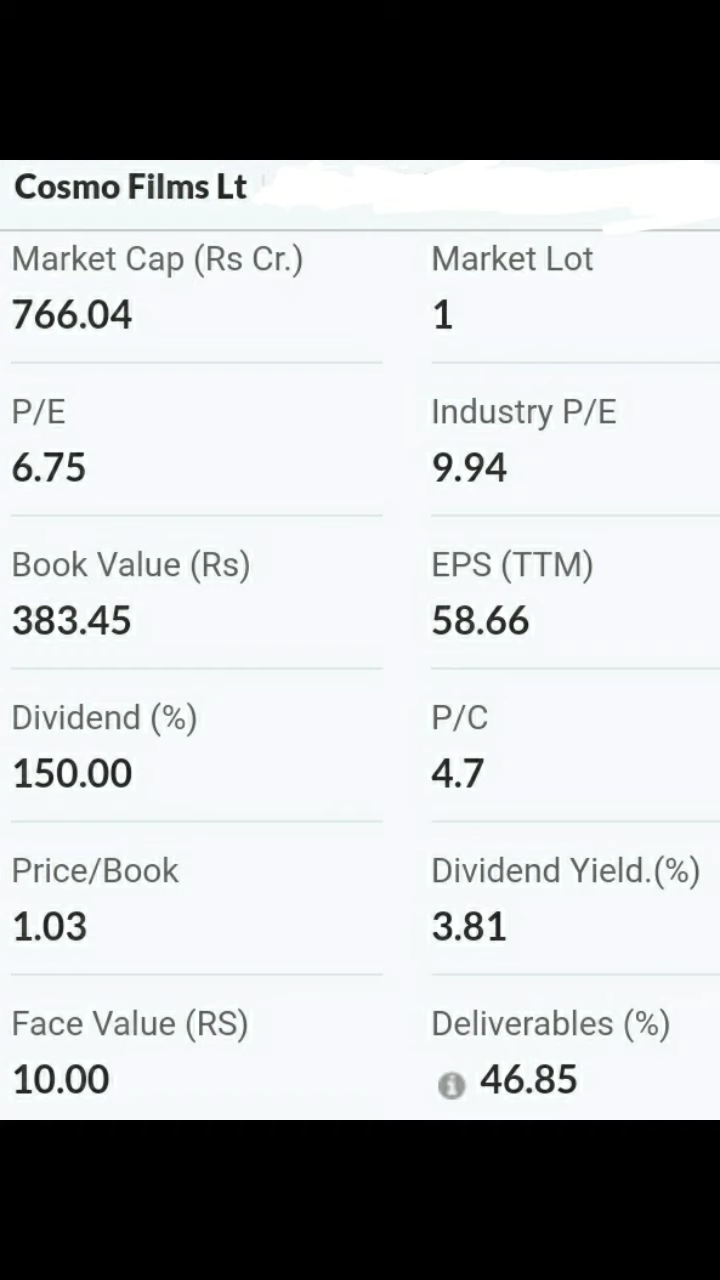 Cosmo Films Lt
Market Cap (Rs Cr.) Market Lot
766.04 1
P/E Industry P/E
6.75 9.94
Book Value (Rs) EPS (TTM)
383.45 58.66
Dividend (%) P/C
150.00 4.7
Price/Book Dividend Yield.(%)
1.03 3.81
Face Value (RS) Deliverables (%)
10.00 46.85